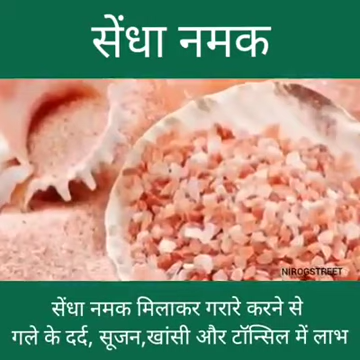 सेंधा नमक
NIROGSTREET
सेंधा नमक मिलाकर गरारे करने से
गले के दर्द, सूजन,खांसी और टॉन्सिल में लाभ